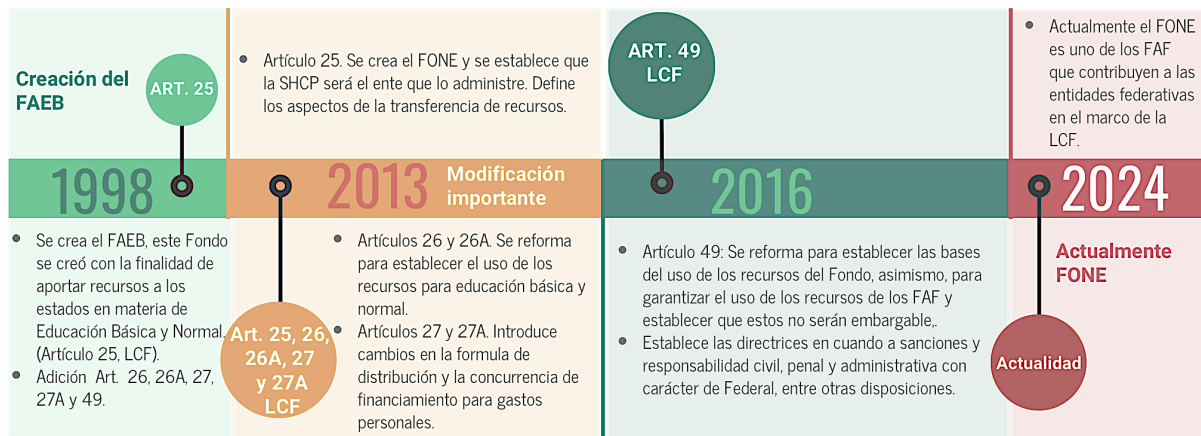 Creación del
FAEB
ART. 25
1998
• Se crea el FAEB, este Fondo
se creó con la finalidad de
aportar recursos a los
estados en materia de
Educación Básica y Normal.
(Artículo 25, LCF).
• Adición Art. 26, 26A, 27,
27A y 49.
• Artículo 25. Se crea el FONE y se establece que
la SHCP será el ente que lo administre. Define
los aspectos de la transferencia de recursos.
2013
Modificación
importante
Art. 25, 26,
26A, 27
y 27A
LCF
• Artículos 26 y 26A. Se reforma
para establecer el uso de los
recursos para educación básica y
normal.
• Artículos 27 y 27A. Introduce
cambios en la formula de
distribución y la concurrencia de
financiamiento para gastos
personales.
ART. 49
LCF
2016
• Artículo 49: Se reforma para establecer las bases
del uso de los recursos del Fondo, asimismo, para
garantizar el uso de los recursos de los FAF y
establecer que estos no serán embargable,.
• Establece las directrices en cuando a sanciones y
responsabilidad civil, penal y administrativa con
carácter de Federal, entre otras disposiciones.
• Actualmente el FONE
es uno de los FAF
que contribuyen a las
entidades federativas
en el marco de la
LCF.
2024
Actualmente
FONE
Actualidad